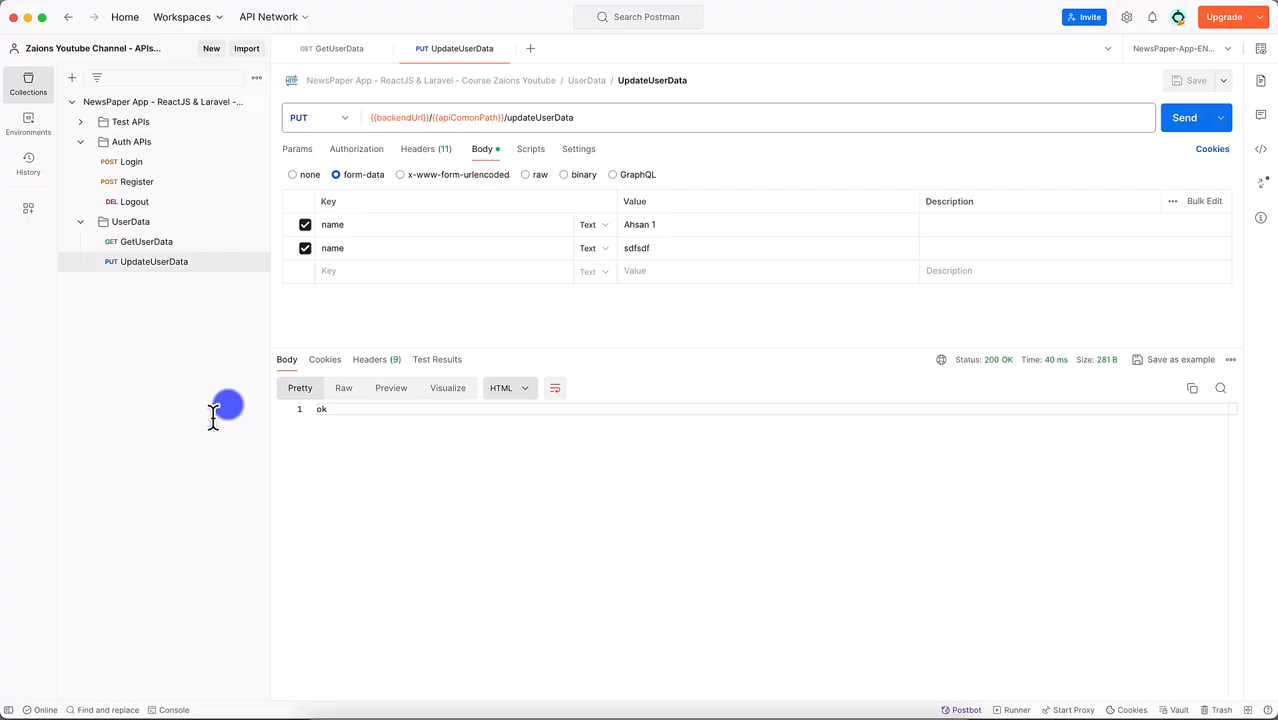 Home Workspaces API Network Search Postman Invite Upgrade
Zaions Youtube Channel - APIs... New Import GET GetUserData PUT UpdateUserData NewsPaper-App-EN...
Collections
Environments
History
NewsPaper App - ReactJS & Laravel -...
Test APIs
Auth APIs
POST Login
POST Register
DEL Logout
UserData
GET GetUserData
PUT UpdateUserData
HTTP NewsPaper App - ReactJS & Laravel - Course Zaions Youtube / UserData / UpdateUserData Save
PUT {{backendUrl}}/{{apiComonPath}}/updateUserData Send
Params Authorization Headers (11) Body Scripts Settings Cookies
none form-data x-www-form-urlencoded raw binary GraphQL
Key Value Description Bulk Edit
name Text Ahsan 1
name Text sdfsdf
Key Text Value Description
Body Cookies Headers (9) Test Results Status: 200 OK Time: 40 ms Size: 281 B Save as example
Pretty Raw Preview Visualize HTML
1 ok
Online Find and replace Console Postbot Runner Start Proxy Cookies Vault Trash